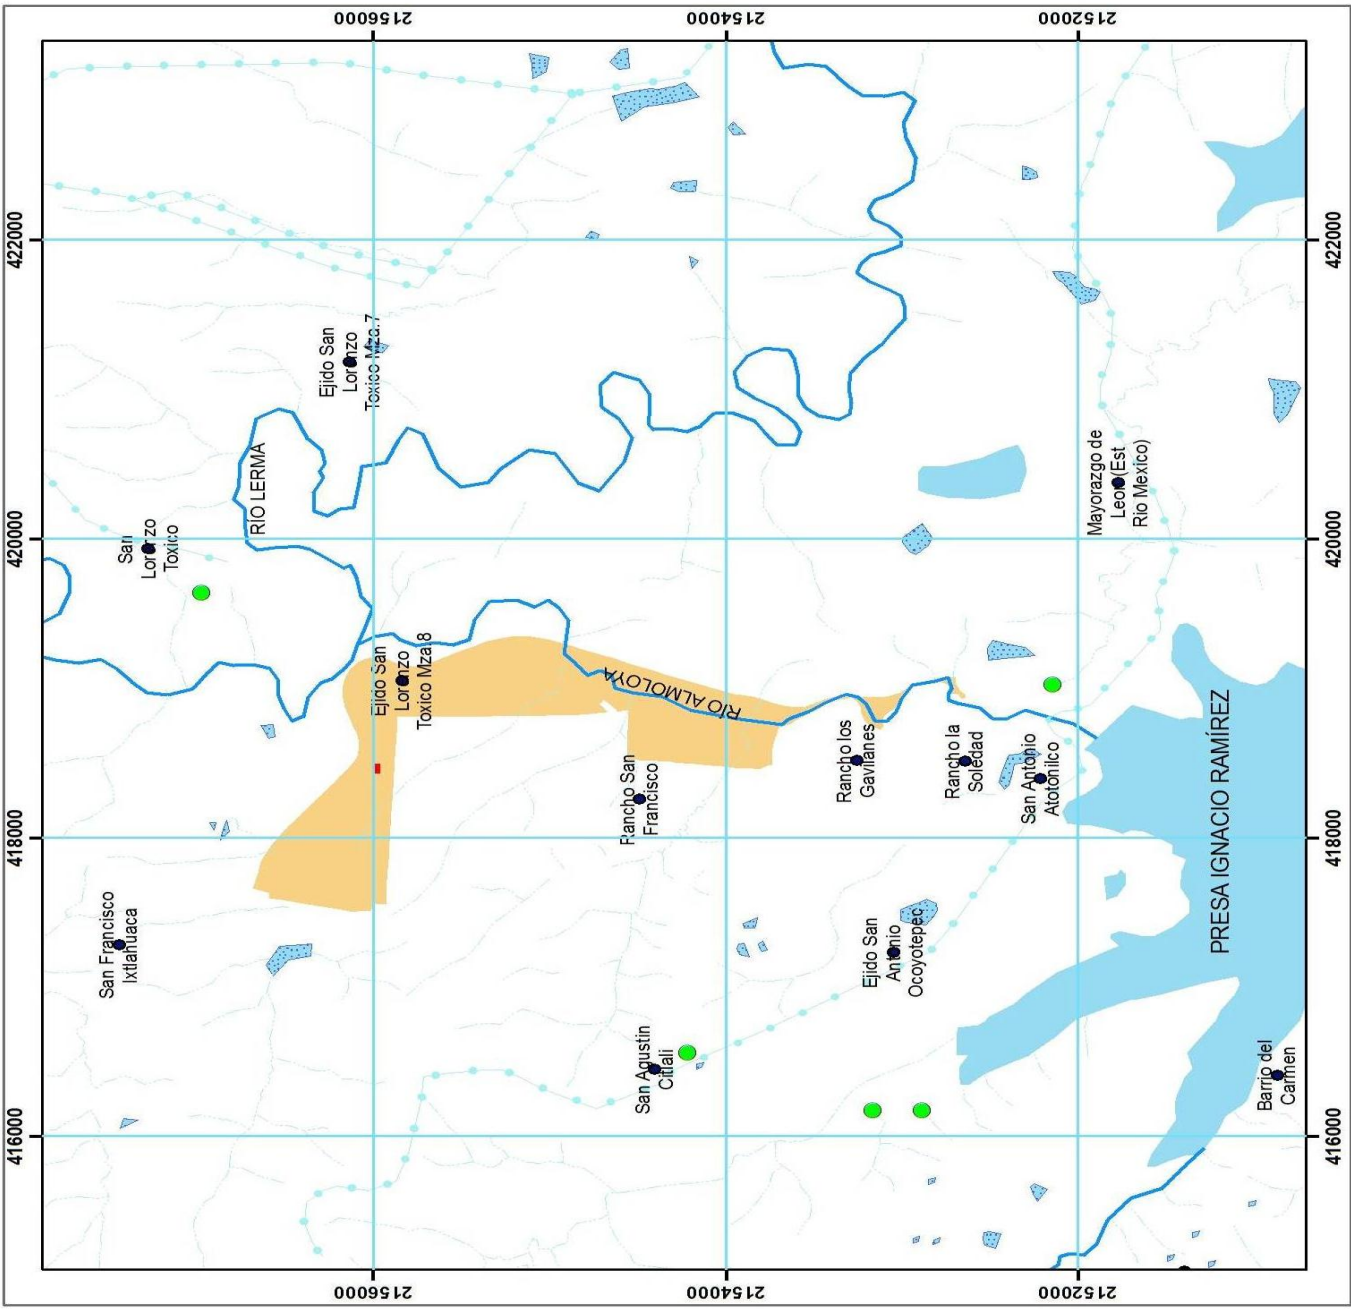 2156000
2154000
2152000
422000
422000
Ejido San
Lorenzo
Toxico Mza.7
RÍO LERMA
San
Lorenzo
Toxico
420000
420000
Mayorazgo de
Leon (Est
Rio Mexico)
Ejido San
Lorenzo
Toxico Mza.8
RÍO ALMOLOYA
Rancho San
Francisco
Rancho los
Gavilanes
Rancho la
Soledad
San Antonio
Atotonilco
PRESA IGNACIO RAMÍREZ
418000
418000
San Francisco
Ixtlahuaca
Ejido San
Antonio
Ocoyotepec
San Agustin
Citlali
Barrio del
Carmen
416000
416000
2156000
2154000
2152000